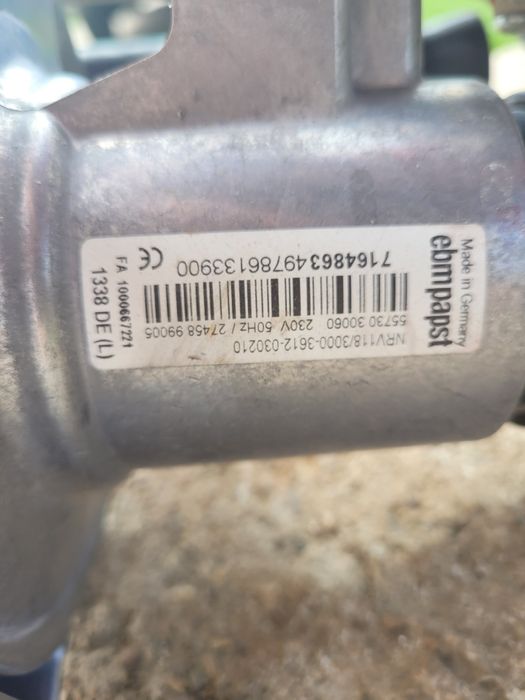 Made in Germany
ebmpapst
NRV118/3000-3612-030210
55730 30060 230V 50Hz / 27458 99005
7164863497861 33900
CE
FA 1000667221
1338 DE (L)